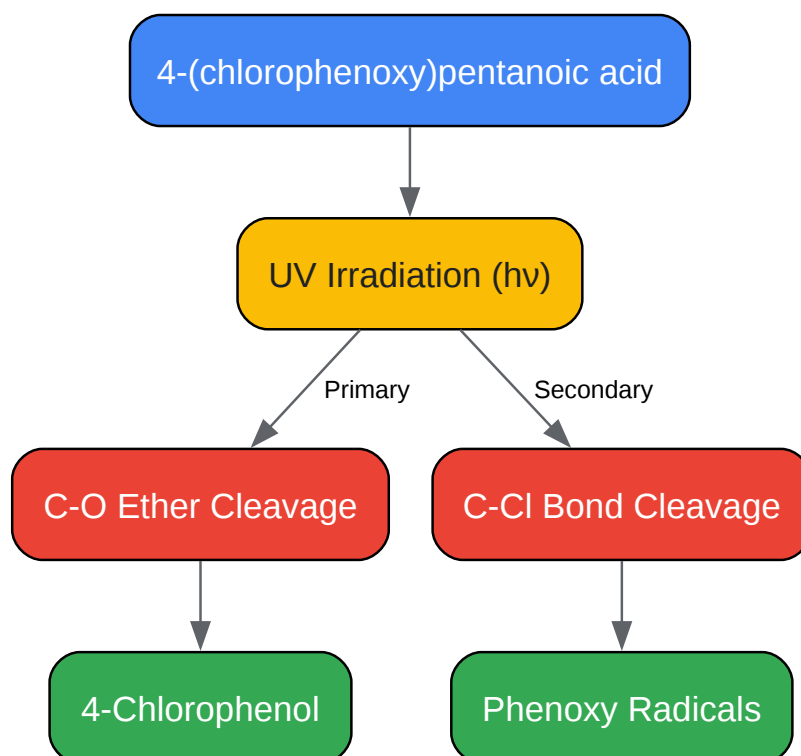 4-(chlorophenoxy)pentanoic acid
UV Irradiation (hν)
Primary
Secondary
C-O Ether Cleavage
C-Cl Bond Cleavage
4-Chlorophenol
Phenoxy Radicals